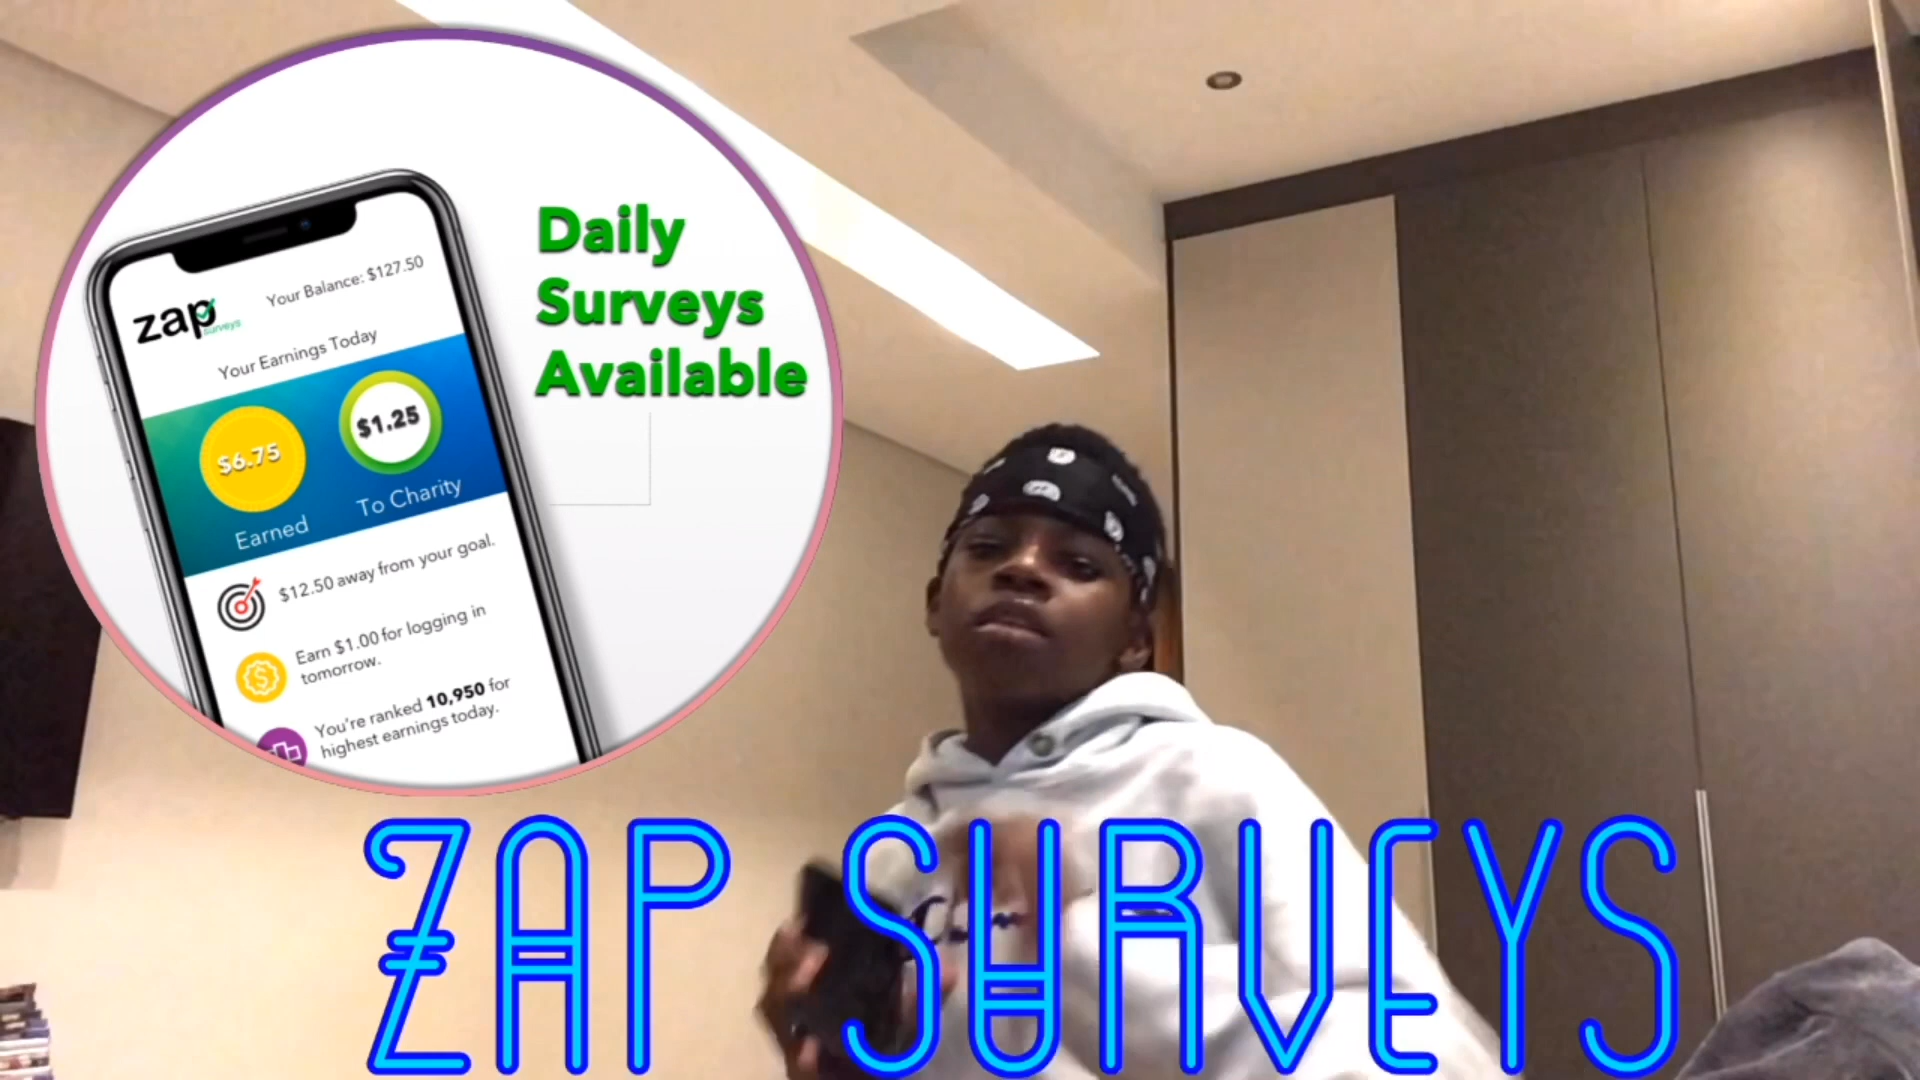 Your Balance: $127.50
zap
surveys
Your Earnings Today
$6.75
$1.25
Earned
To Charity
$12.50 away from your goal.
Earn $1.00 for logging in
tomorrow.
You're ranked 10,950 for
highest earnings today.
Daily
Surveys
Available
ZAP SURVEYS